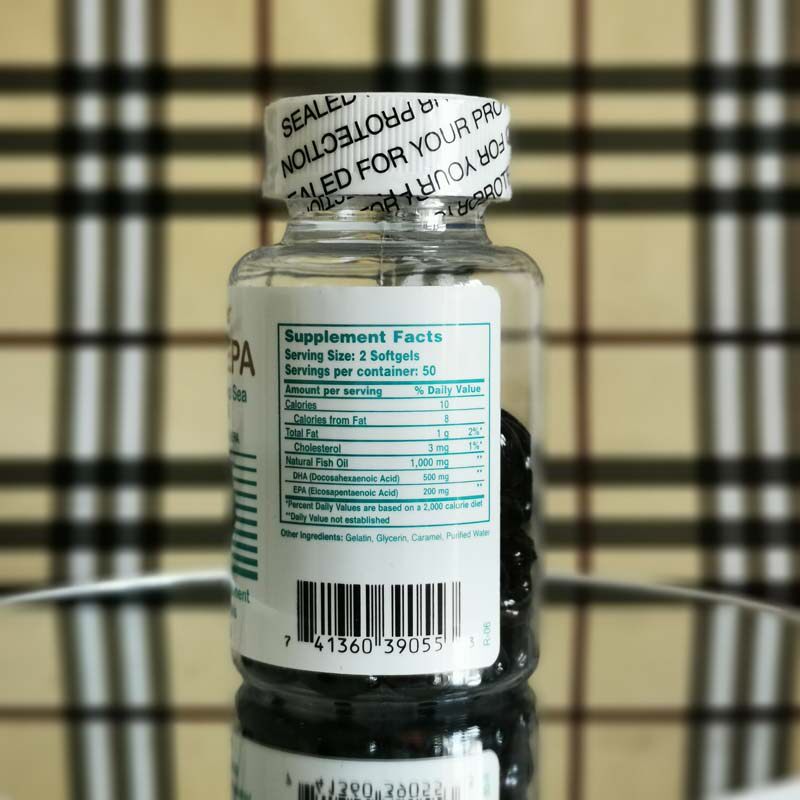 SEALED
PROTECTION
SEALED FOR YOUR PRO
FOR YOUR
EPA
Sea
Supplement Facts
Serving Size: 2 Softgels
Servings per container: 50
Amount per serving % Daily Value
Calories 10
Calories from Fat 8
Total Fat 1 g 2%*
Cholesterol 3 mg 1%*
Natural Fish Oil 1,000 mg **
DHA (Docosahexaenoic Acid) 500 mg **
EPA (Eicosapentaenoic Acid) 200 mg **
*Percent Daily Values are based on a 2,000 calorie diet
**Daily Value not established
Other Ingredients: Gelatin, Glycerin, Caramel, Purified Water
7 41360 39055 3
R-06